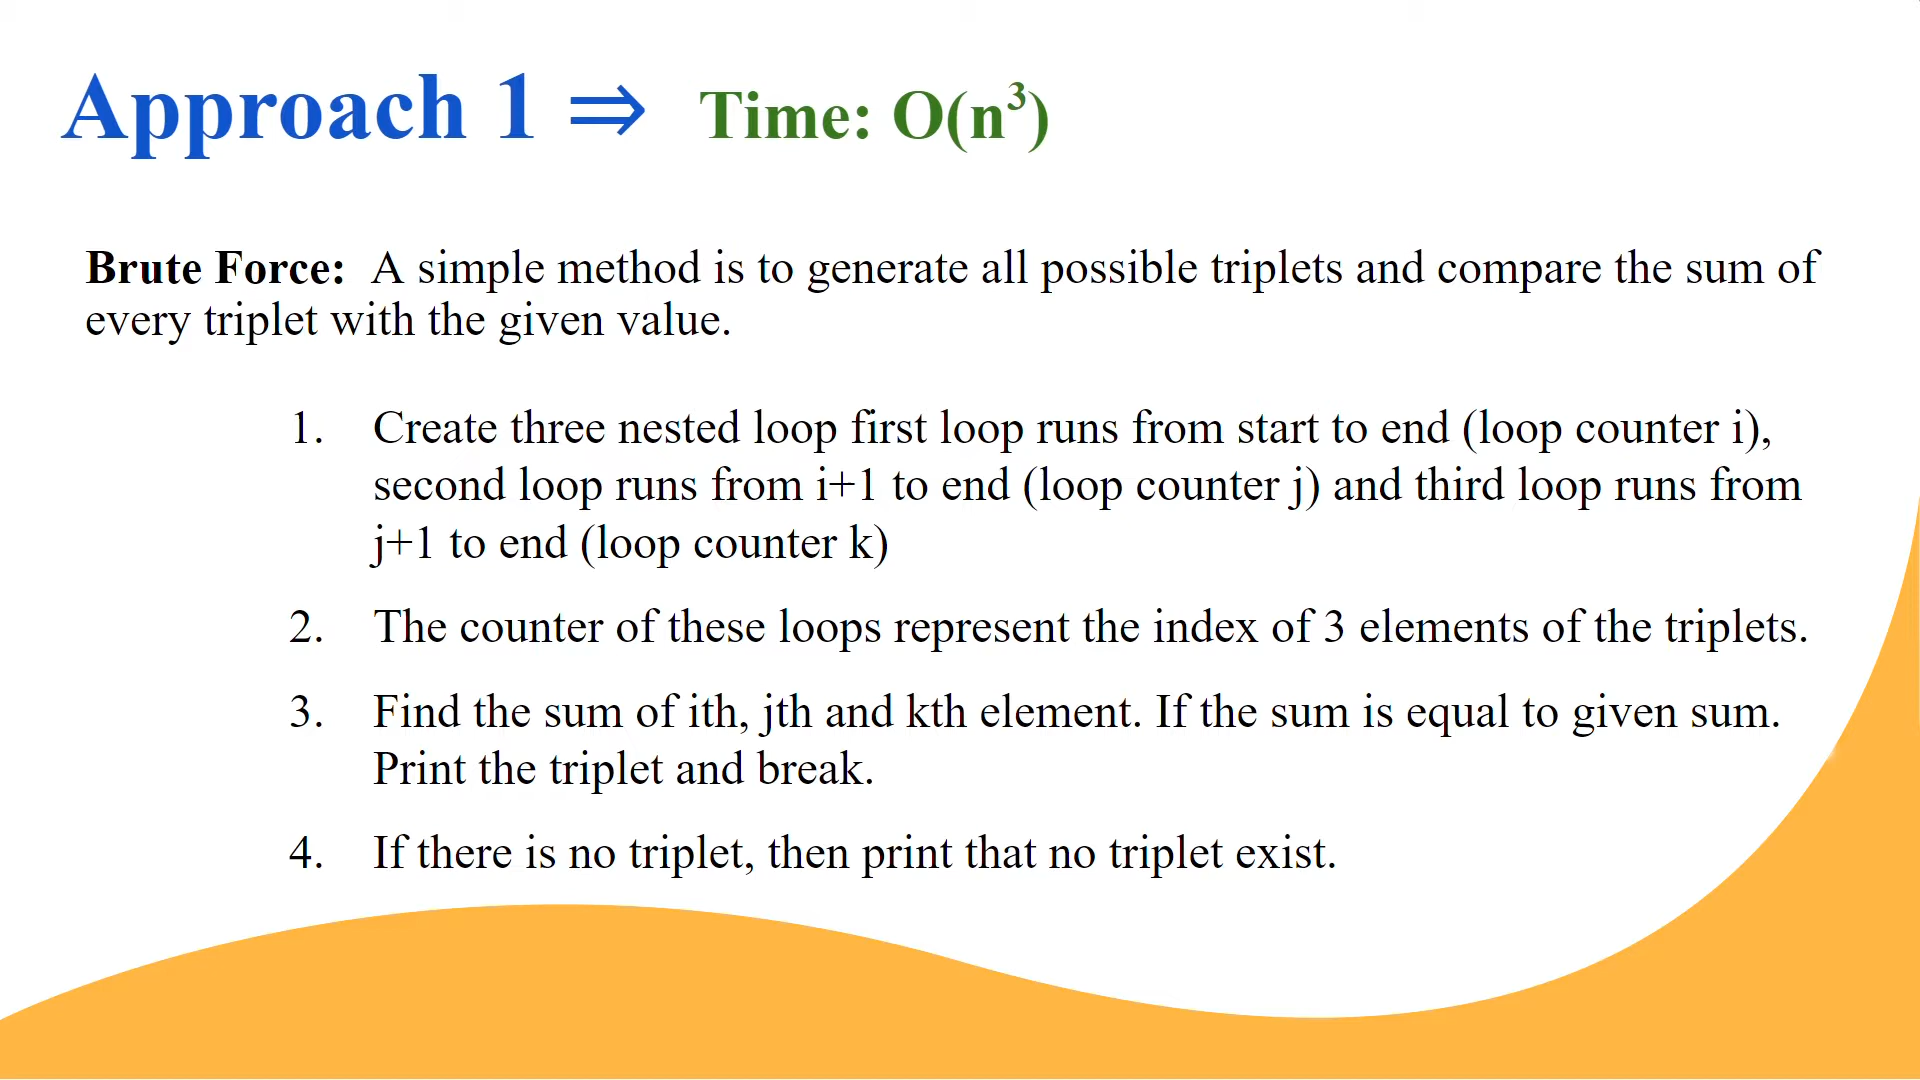 Approach 1 ⇒ Time: O(n³)
Brute Force: A simple method is to generate all possible triplets and compare the sum of
every triplet with the given value.
1. Create three nested loop first loop runs from start to end (loop counter i),
second loop runs from i+1 to end (loop counter j) and third loop runs from
j+1 to end (loop counter k)
2. The counter of these loops represent the index of 3 elements of the triplets.
3. Find the sum of ith, jth and kth element. If the sum is equal to given sum.
Print the triplet and break.
4. If there is no triplet, then print that no triplet exist.